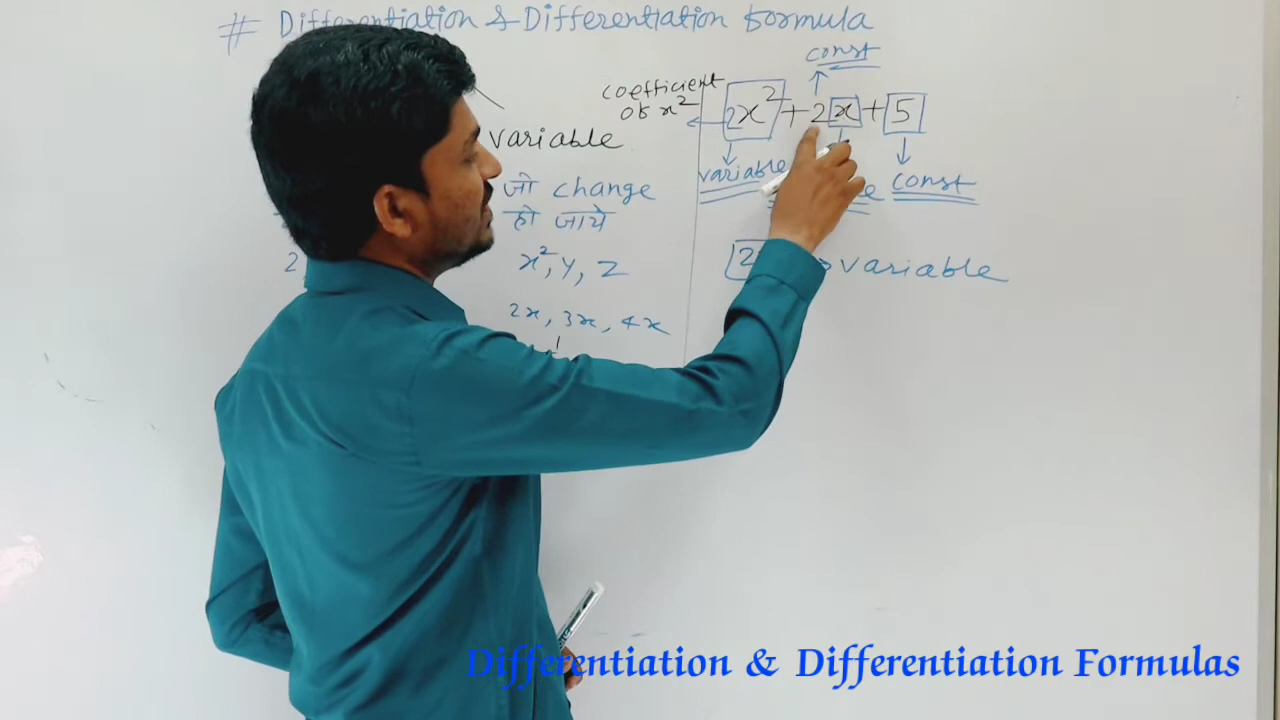 # Differentiation & Differentiation formula
const
coefficient
of x²
2x² + 2x + 5
variable
variable
const
जो change
हो जाये
x², y, z
2
variable
2x, 3x, 4x
Differentiation & Differentiation Formulas